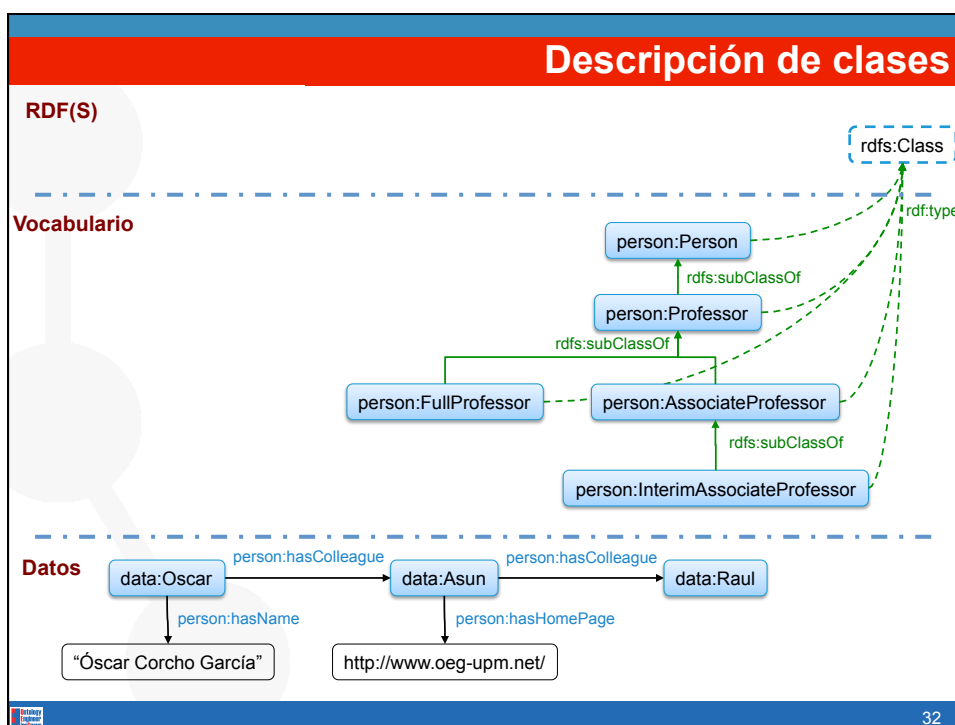 Descripción de clases
RDF(S)
rdfs:Class
rdf:type
Vocabulario
person:Person
rdfs:subClassOf
person:Professor
rdfs:subClassOf
person:FullProfessor
person:AssociateProfessor
rdfs:subClassOf
person:InterimAssociateProfessor
Datos
data:Oscar
person:hasColleague
data:Asun
person:hasColleague
data:Raul
person:hasName
person:hasHomePage
“Óscar Corcho García”
http://www.oeg-upm.net/
Ontology
Engineer
32